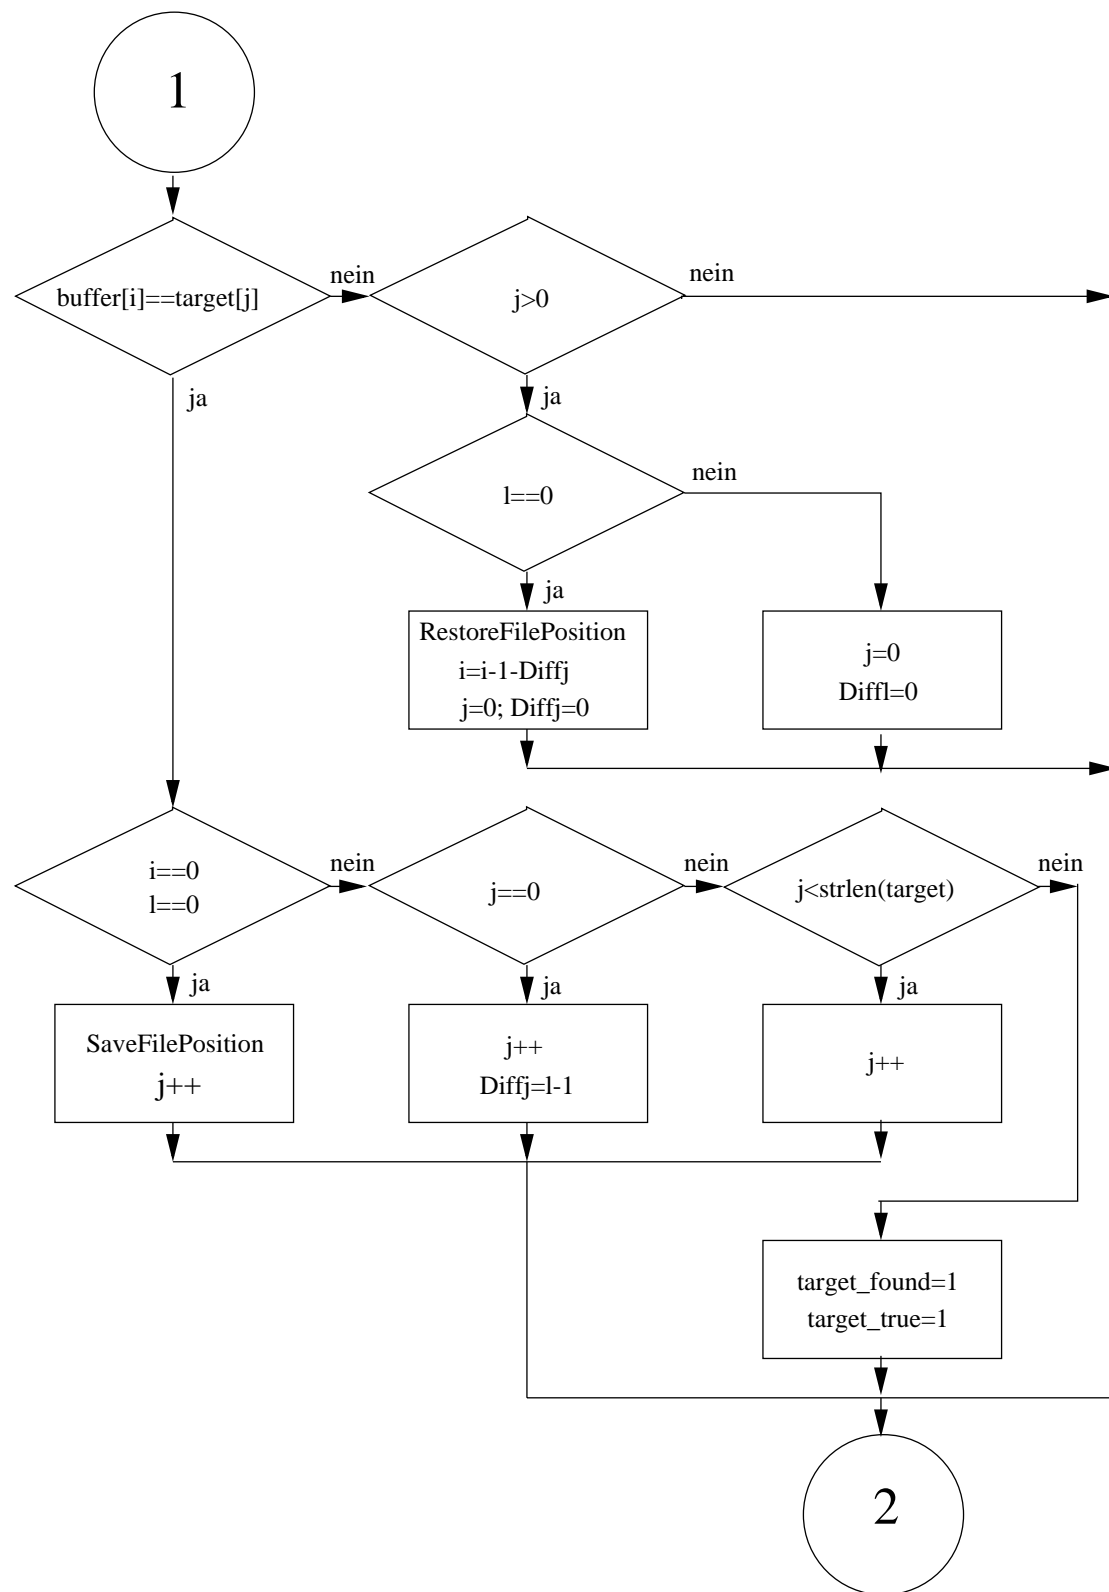 1
buffer[i]==target[j]
nein
j>0
nein
ja
ja
l==0
nein
ja
RestoreFilePosition
i=i-1-Diffj
j=0; Diffj=0
j=0
Diffl=0
i==0
l==0
nein
j==0
nein
j<strlen(target)
nein
ja
ja
ja
SaveFilePosition
j++
j++
Diffj=l-1
j++
target_found=1
target_true=1
2